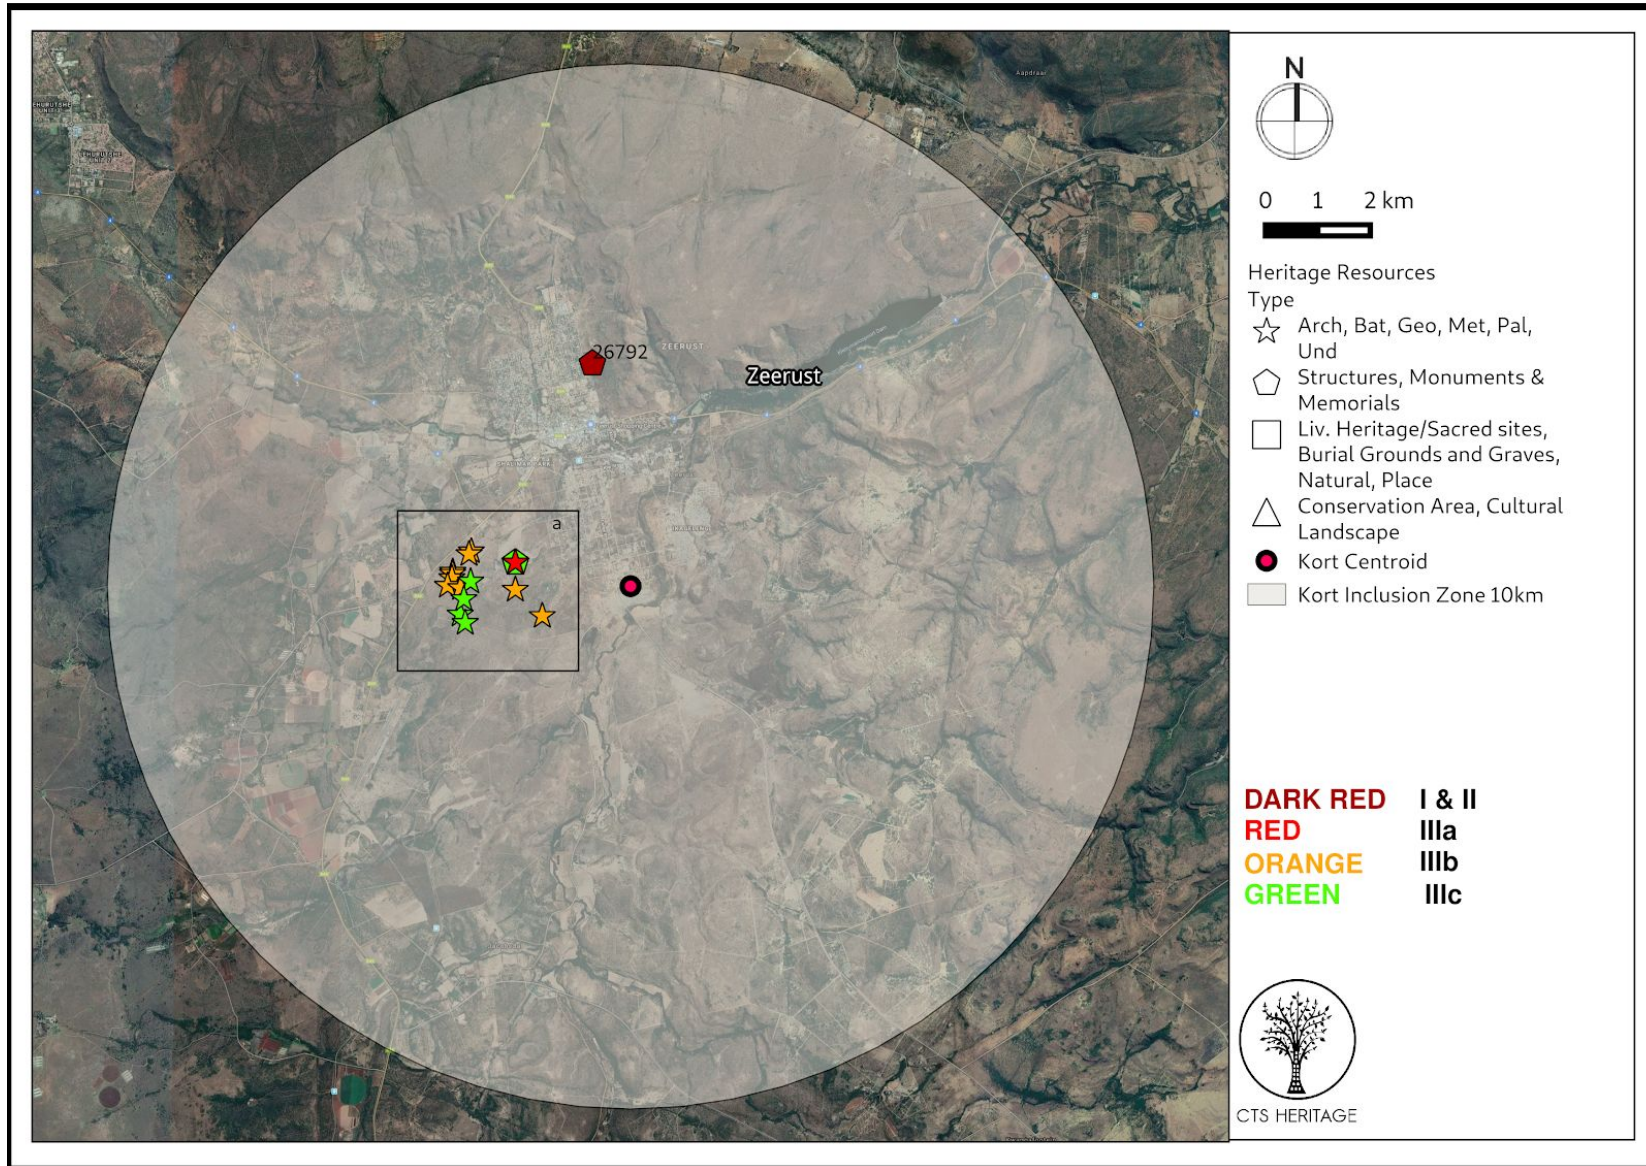 Aapdraai
ZEERUST
26792
Zeerust
a
N
0 1 2 km
Heritage Resources
Type
Arch, Bat, Geo, Met, Pal,
Und
Structures, Monuments &
Memorials
Liv. Heritage/Sacred sites,
Burial Grounds and Graves,
Natural, Place
Conservation Area, Cultural
Landscape
Kort Centroid
Kort Inclusion Zone 10km
DARK RED I & II
RED IIIa
ORANGE IIIb
GREEN IIIc
CTS HERITAGE